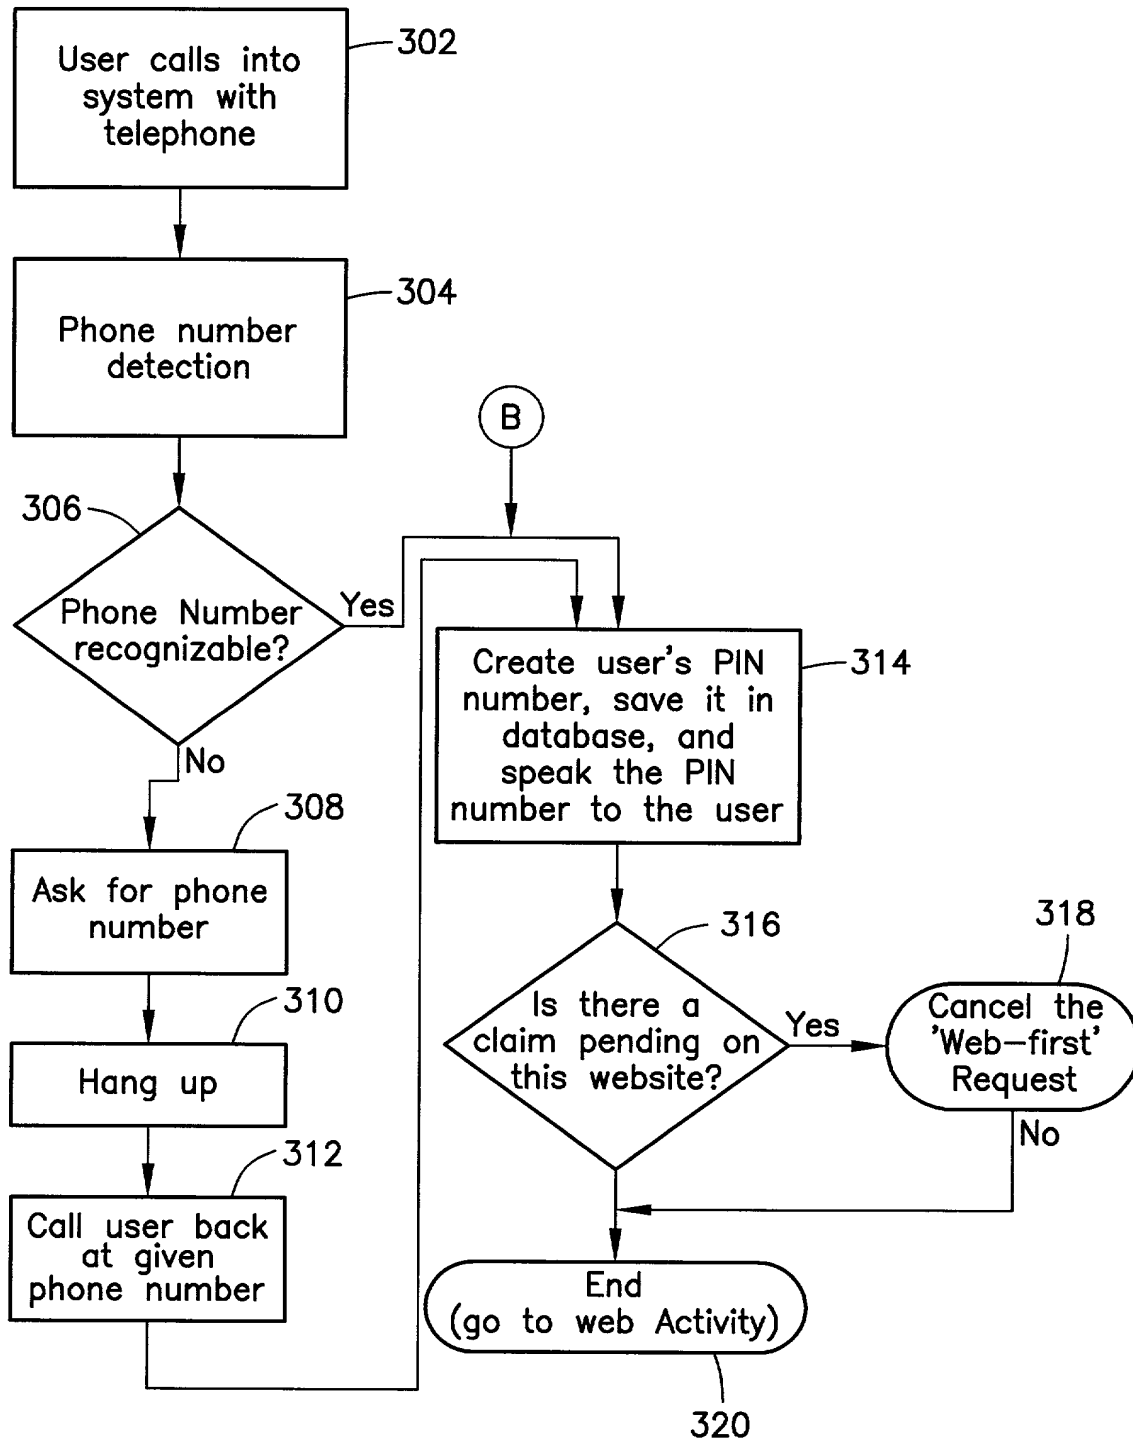 302
User calls into
system with
telephone
304
Phone number
detection
B
306
Phone Number
recognizable?
Yes
No
308
Ask for phone
number
310
Hang up
312
Call user back
at given
phone number
314
Create user's PIN
number, save it in
database, and
speak the PIN
number to the user
316
Is there a
claim pending on
this website?
Yes
318
Cancel the
'Web-first'
Request
No
End
(go to web Activity)
320